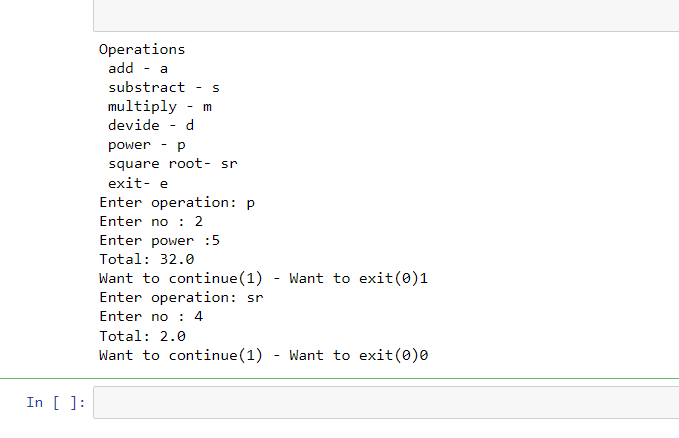 Operations
 add - a
 substract - s
 multiply - m
 devide - d
 power - p
 square root- sr
 exit- e
Enter operation: p
Enter no : 2
Enter power :5
Total: 32.0
Want to continue(1) - Want to exit(0)1
Enter operation: sr
Enter no : 4
Total: 2.0
Want to continue(1) - Want to exit(0)0
In [ ]: